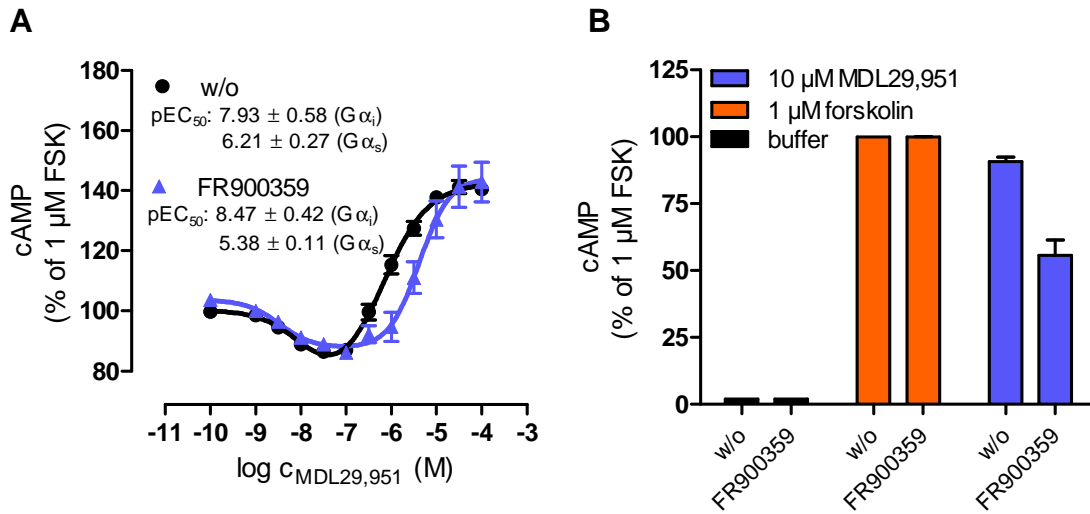 A
180
160
140
120
100
80
cAMP
(% of 1 µM FSK)
w/o
pEC₅₀: 7.93 ± 0.58 (Gαᵢ)
6.21 ± 0.27 (Gαₛ)
FR900359
pEC₅₀: 8.47 ± 0.42 (Gαᵢ)
5.38 ± 0.11 (Gαₛ)
-11 -10 -9 -8 -7 -6 -5 -4 -3
log c MDL29,951 (M)
B
125
100
75
50
25
0
cAMP
(% of 1 µM FSK)
10 µM MDL29,951
1 µM forskolin
buffer
w/o
FR900359
w/o
FR900359
w/o
FR900359